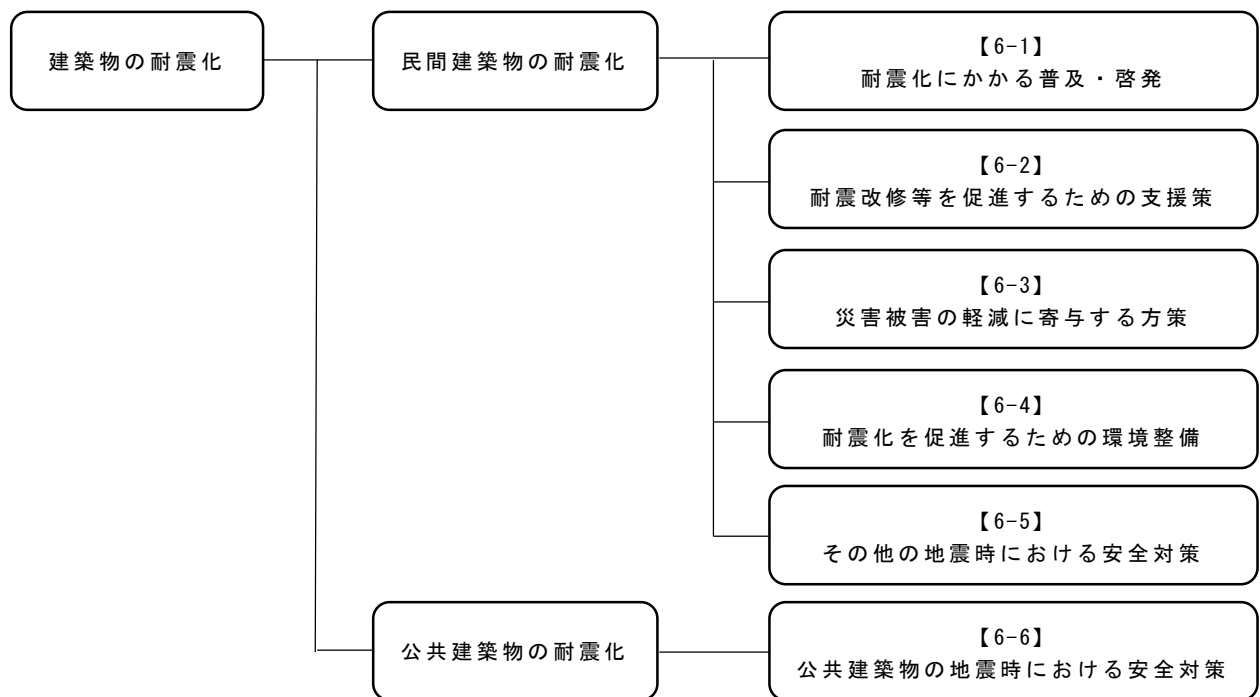 建築物の耐震化
民間建築物の耐震化
【6-1】
耐震化にかかる普及・啓発
【6-2】
耐震改修等を促進するための支援策
【6-3】
災害被害の軽減に寄与する方策
【6-4】
耐震化を促進するための環境整備
【6-5】
その他の地震時における安全対策
公共建築物の耐震化
【6-6】
公共建築物の地震時における安全対策